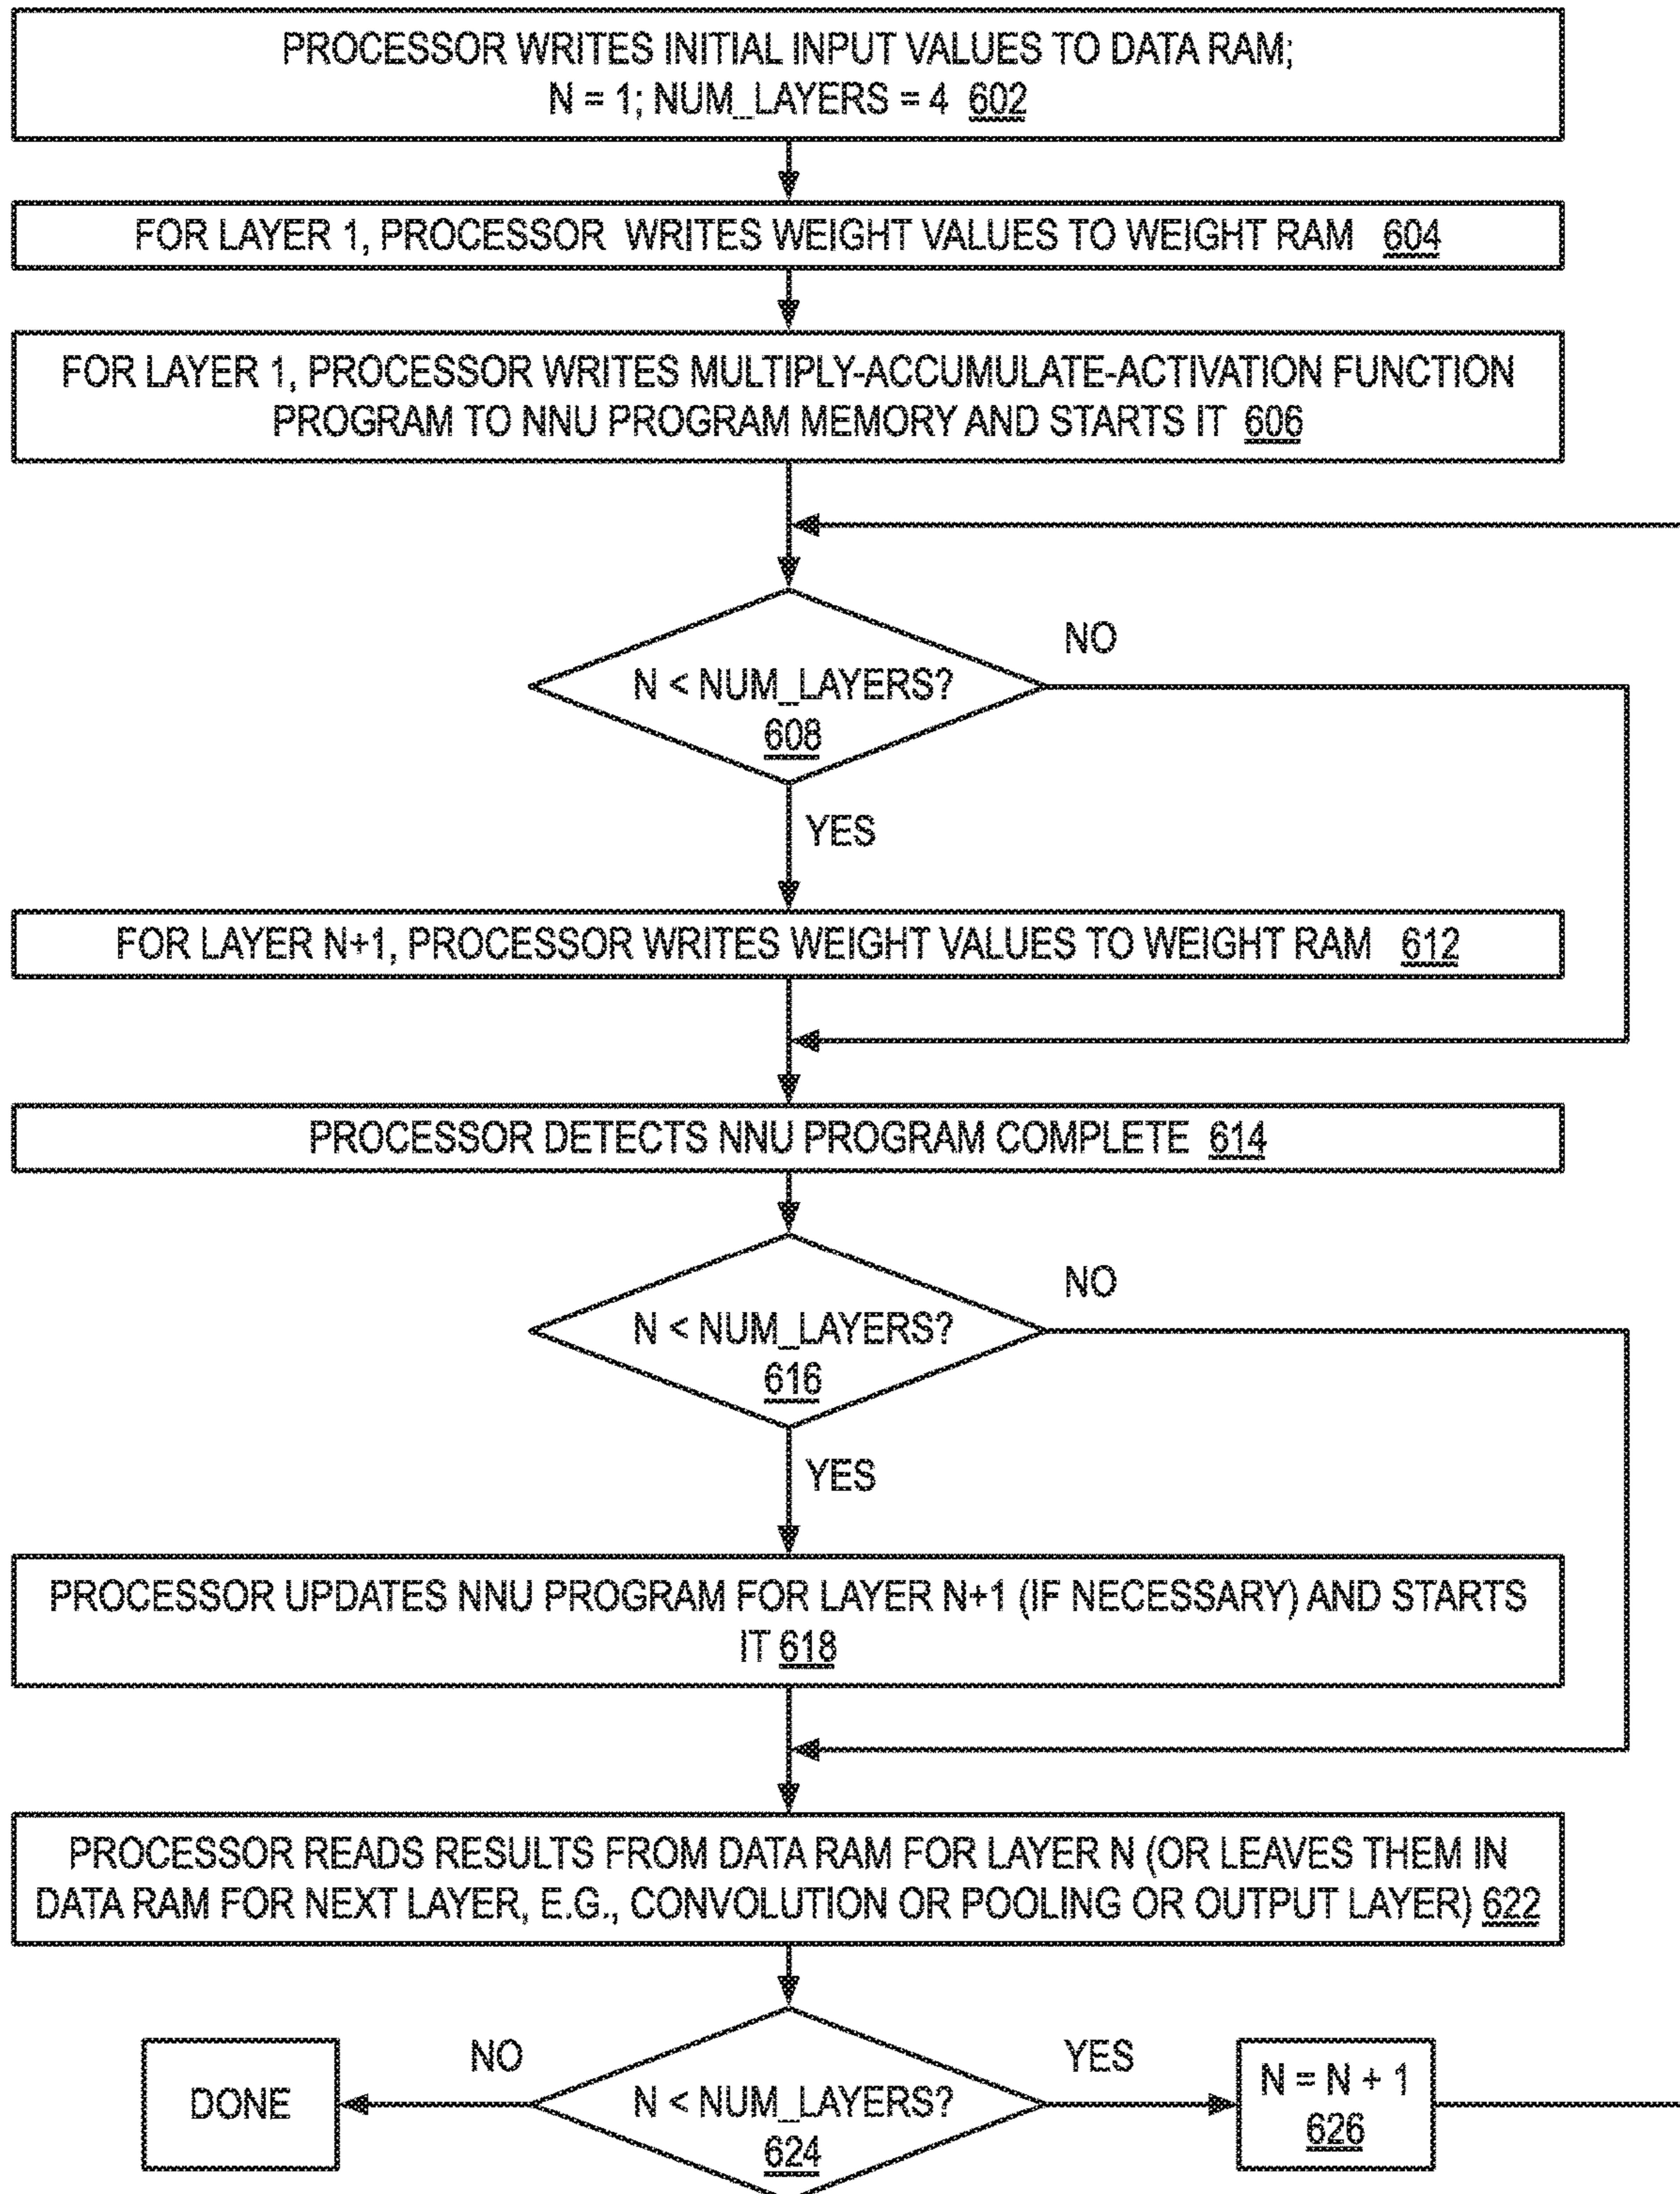 PROCESSOR WRITES INITIAL INPUT VALUES TO DATA RAM;
N = 1; NUM_LAYERS = 4 602
FOR LAYER 1, PROCESSOR WRITES WEIGHT VALUES TO WEIGHT RAM 604
FOR LAYER 1, PROCESSOR WRITES MULTIPLY-ACCUMULATE-ACTIVATION FUNCTION
PROGRAM TO NNU PROGRAM MEMORY AND STARTS IT 606
NO
N < NUM_LAYERS?
608
YES
FOR LAYER N+1, PROCESSOR WRITES WEIGHT VALUES TO WEIGHT RAM 612
PROCESSOR DETECTS NNU PROGRAM COMPLETE 614
NO
N < NUM_LAYERS?
616
YES
PROCESSOR UPDATES NNU PROGRAM FOR LAYER N+1 (IF NECESSARY) AND STARTS
IT 618
PROCESSOR READS RESULTS FROM DATA RAM FOR LAYER N (OR LEAVES THEM IN
DATA RAM FOR NEXT LAYER, E.G., CONVOLUTION OR POOLING OR OUTPUT LAYER) 622
DONE
NO
N < NUM_LAYERS?
624
YES
N = N + 1
626